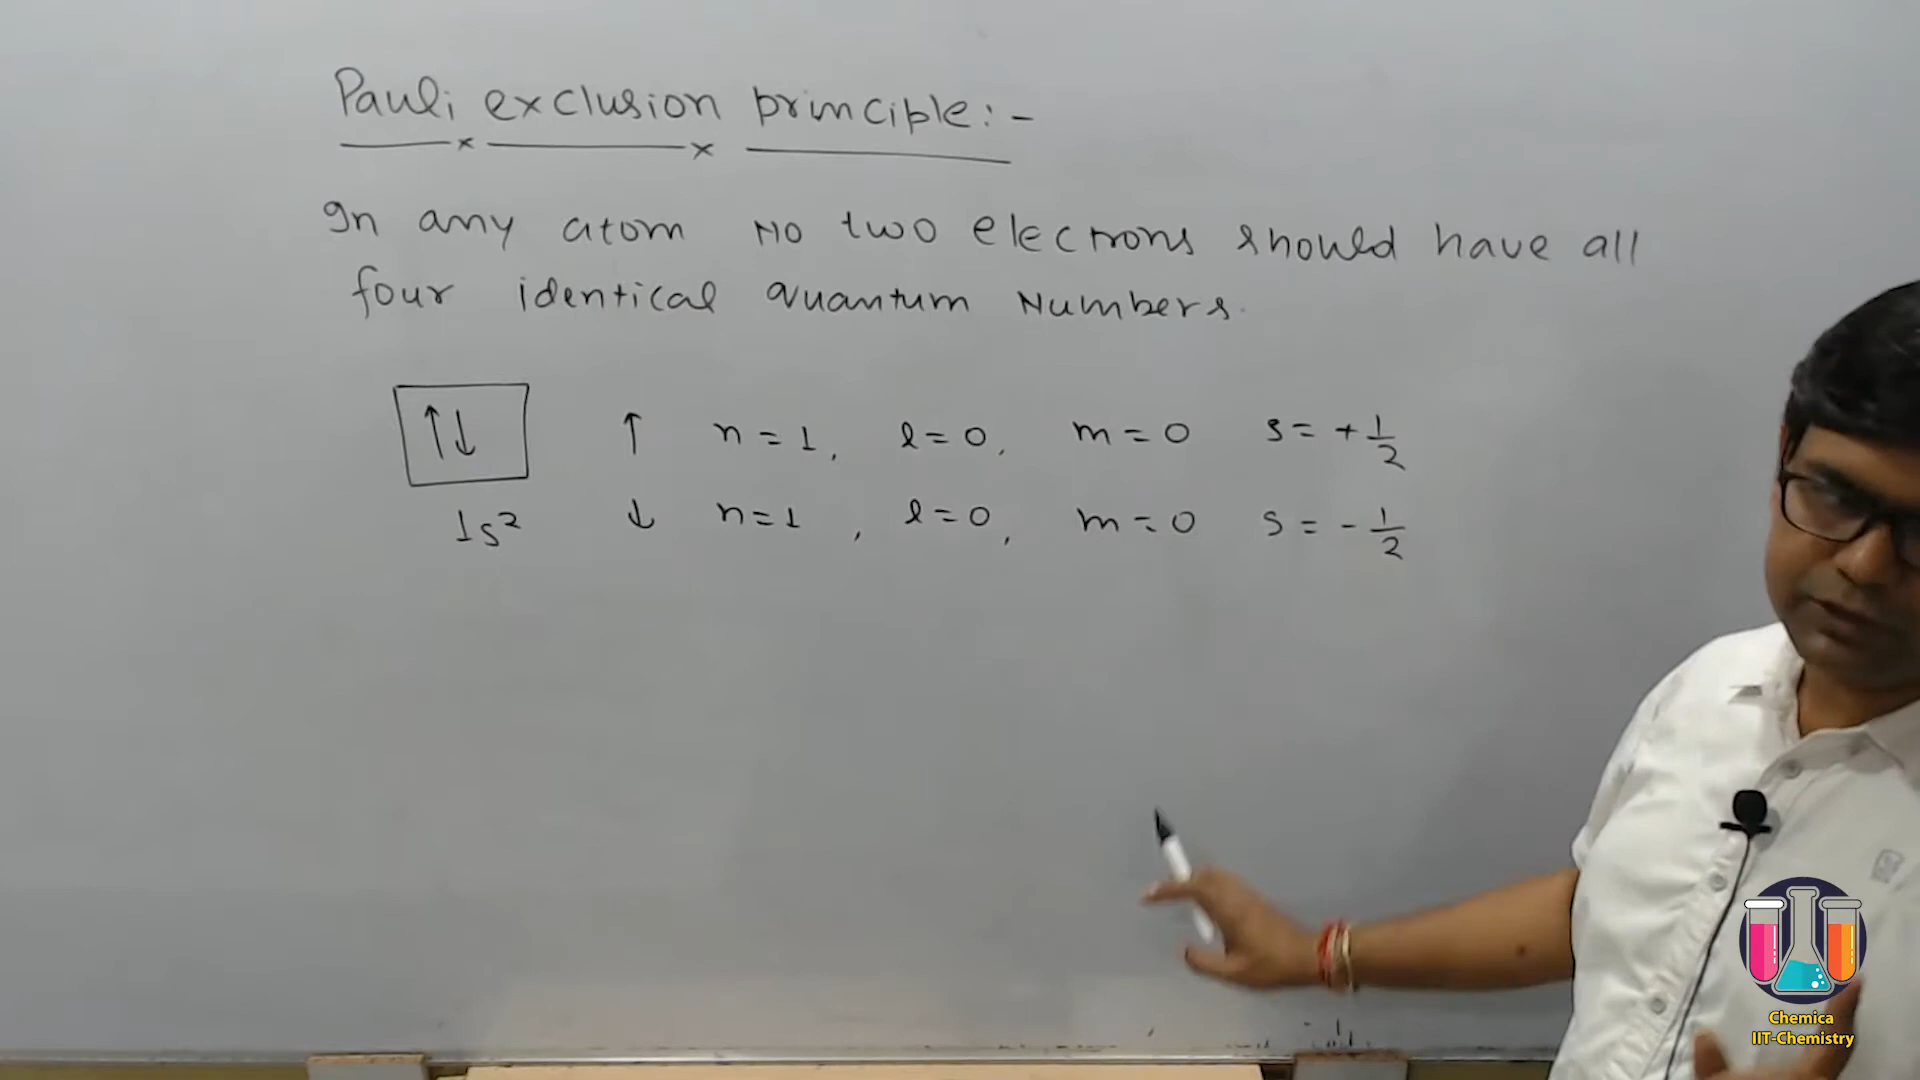 Pauli exclusion principle:-
In any atom No two electrons should have all
four identical quantum Numbers.
↑↓ ↑ n = 1, l = 0, m = 0 s = + 1/2
1s² ↓ n = 1, l = 0, m = 0 s = - 1/2
Chemica
IIT-Chemistry